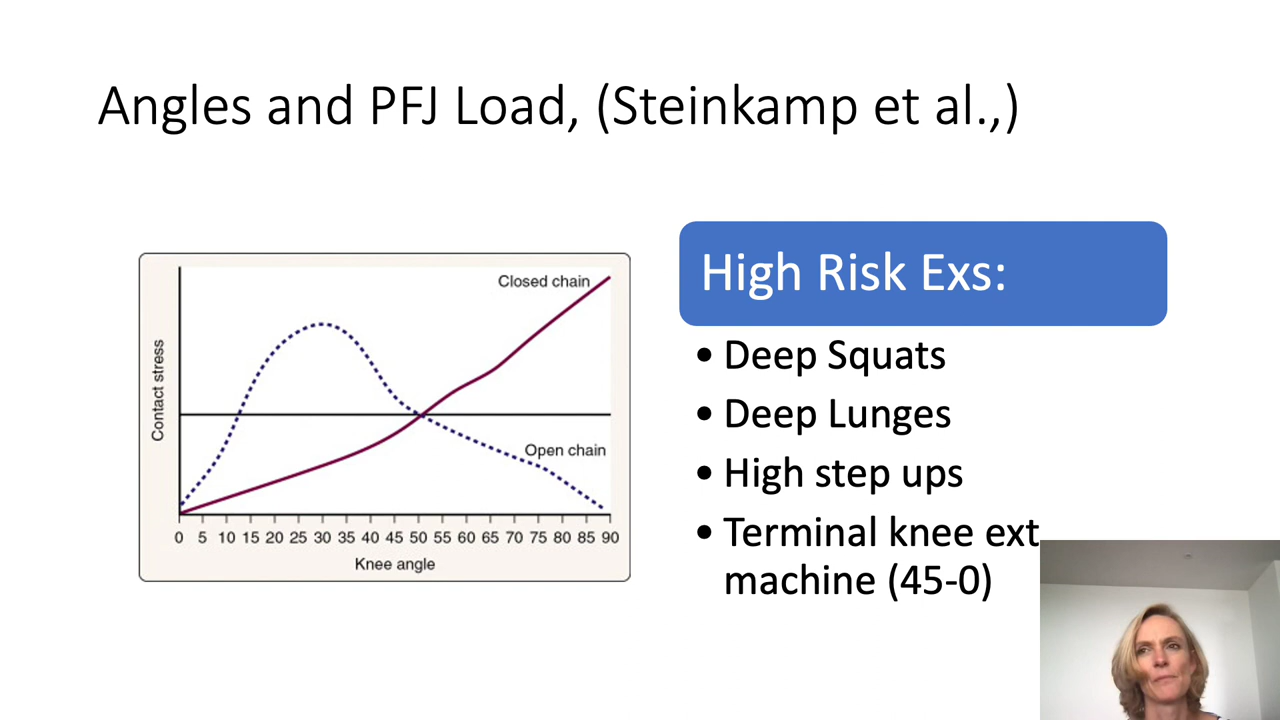 Angles and PFJ Load, (Steinkamp et al.,)
Closed chain
Contact stress
Open chain
0 5 10 15 20 25 30 35 40 45 50 55 60 65 70 75 80 85 90
Knee angle
High Risk Exs:
• Deep Squats
• Deep Lunges
• High step ups
• Terminal knee ext
machine (45-0)